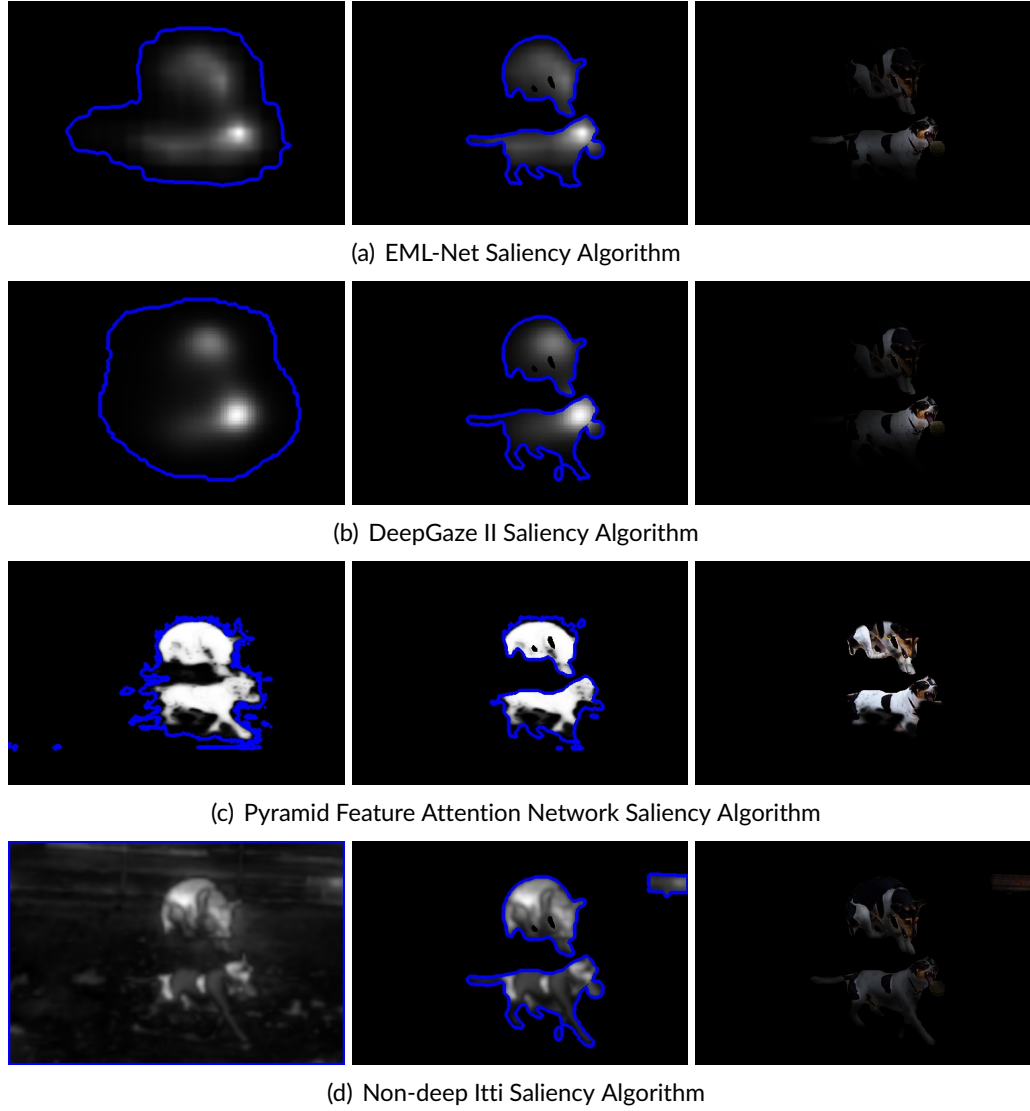 (a) EML-Net Saliency Algorithm
(b) DeepGaze II Saliency Algorithm
(c) Pyramid Feature Attention Network Saliency Algorithm
(d) Non-deep Itti Saliency Algorithm